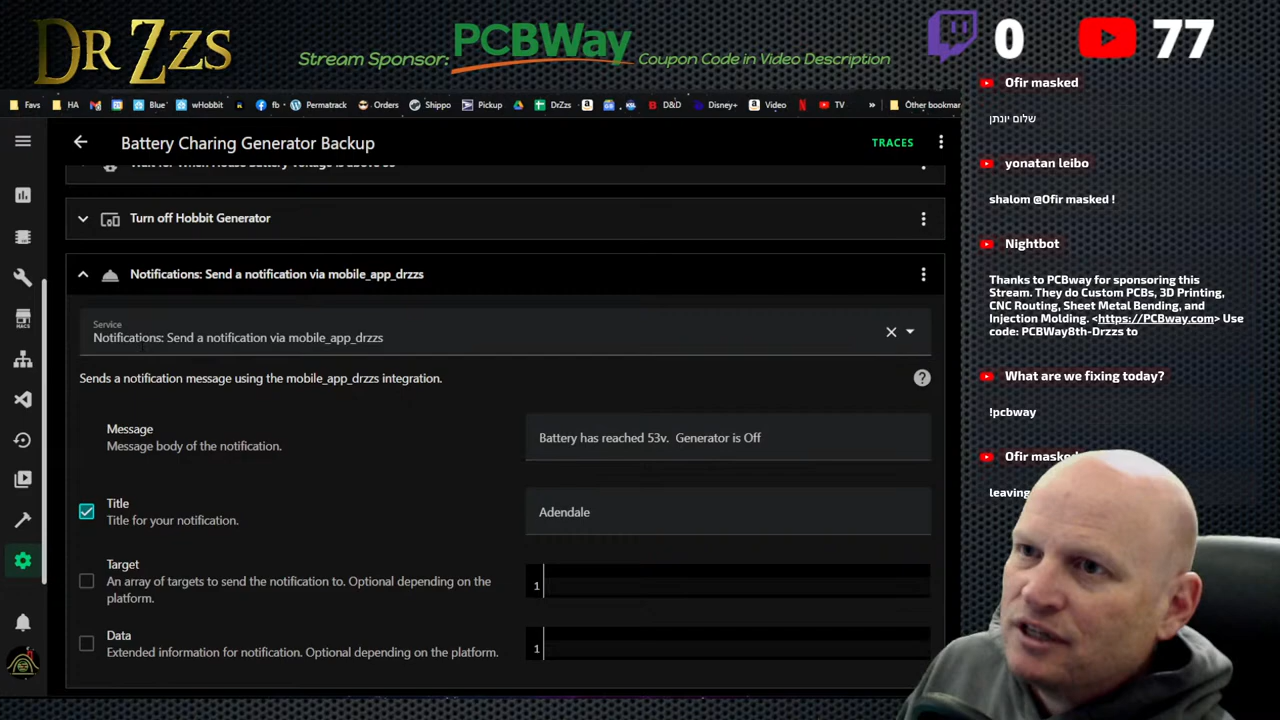 DR ZZS
Stream Sponsor: PCBWay Coupon Code in Video Description
0
77
Favs
HA
Blue
wHobbit
fb
Permatrack
Orders
Shippo
Pickup
DrZzs
D&D
Disney+
Video
TV
»
Other bookmar
Battery Charing Generator Backup
TRACES
Turn off Hobbit Generator
Notifications: Send a notification via mobile_app_drzzs
Service
Notifications: Send a notification via mobile_app_drzzs
Sends a notification message using the mobile_app_drzzs integration.
Message
Message body of the notification.
Battery has reached 53v. Generator is Off
Title
Title for your notification.
Adendale
Target
An array of targets to send the notification to. Optional depending on the
platform.
1
Data
Extended information for notification. Optional depending on the platform.
1
HACS
Ofir masked
שלום יונתן
yonatan leibo
shalom @Ofir masked !
Nightbot
Thanks to PCBway for sponsoring this
Stream. They do Custom PCBs, 3D Printing,
CNC Routing, Sheet Metal Bending, and
Injection Molding. <https://PCBway.com> Use
code: PCBWay8th-Drzzs to
What are we fixing today?
!pcbway
Ofir masked
leaving